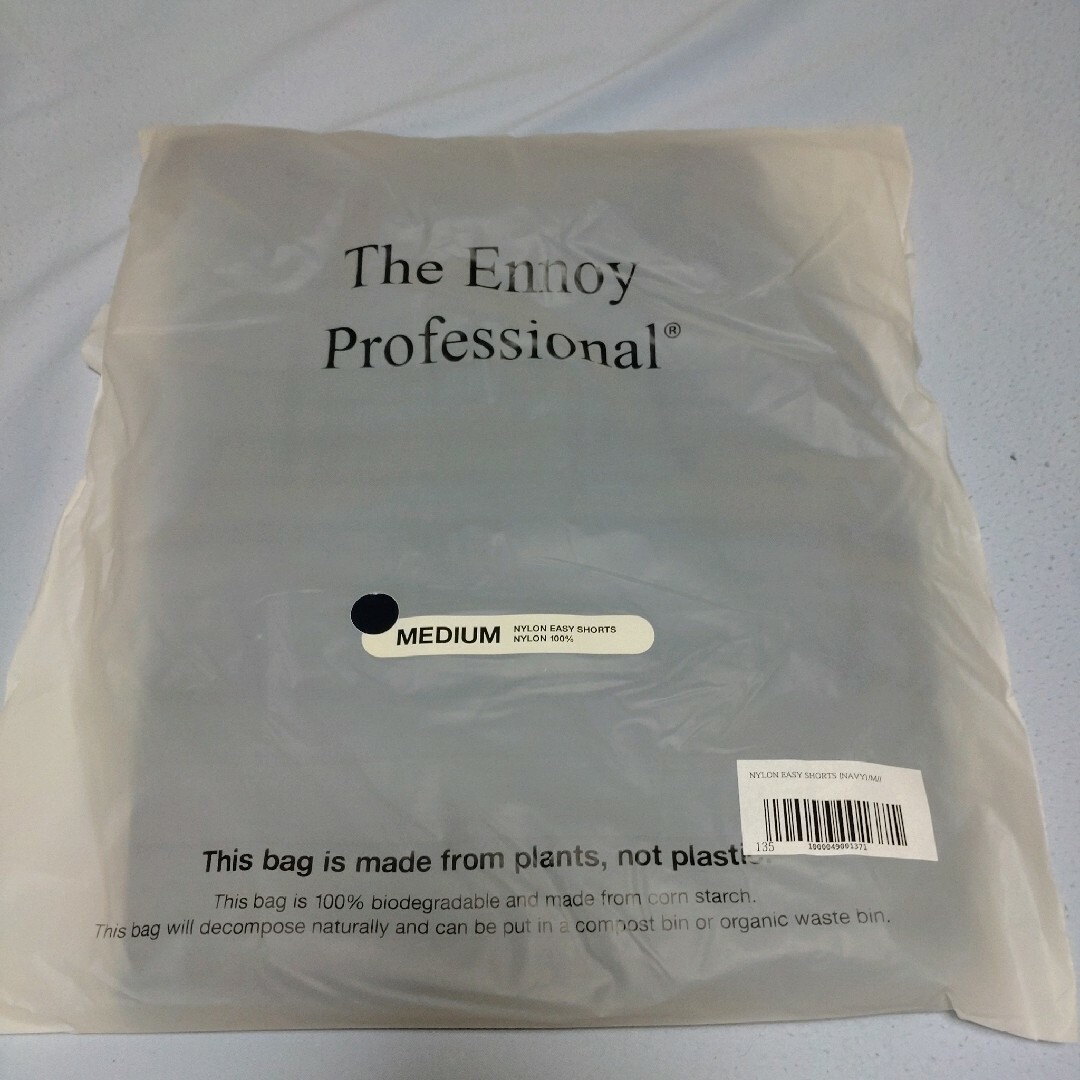 The Ennoy
Professional®
MEDIUM
NYLON EASY SHORTS
NYLON 100%
NYLON EASY SHORTS
135
1000049001371
This bag is made from plants, not plastic.
This bag is 100% biodegradable and made from corn starch.
This bag will decompose naturally and can be put in a compost bin or organic waste bin.